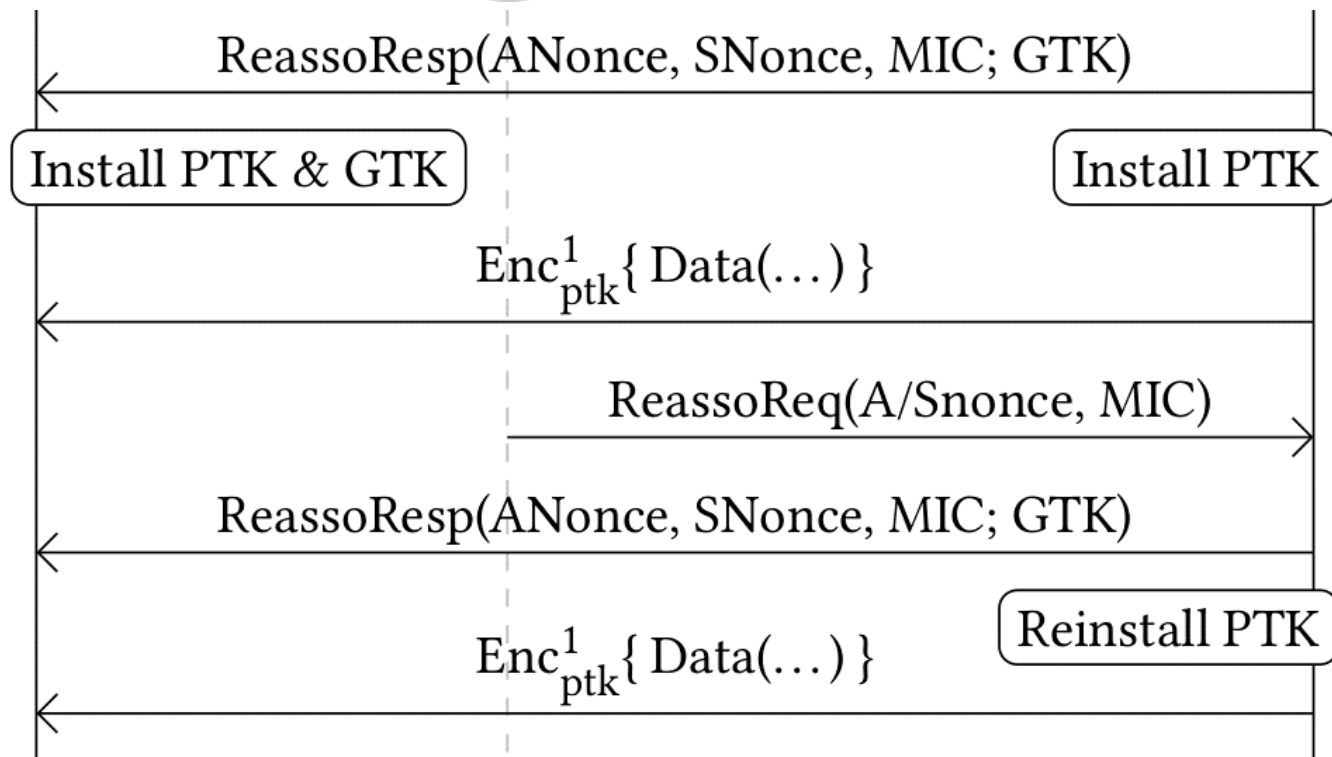 ReassoResp(ANonce, SNonce, MIC; GTK)
Install PTK & GTK
Install PTK
Enc¹ₚₜₖ{ Data(…) }
ReassoReq(A/Snonce, MIC)
ReassoResp(ANonce, SNonce, MIC; GTK)
Reinstall PTK
Enc¹ₚₜₖ{ Data(…) }